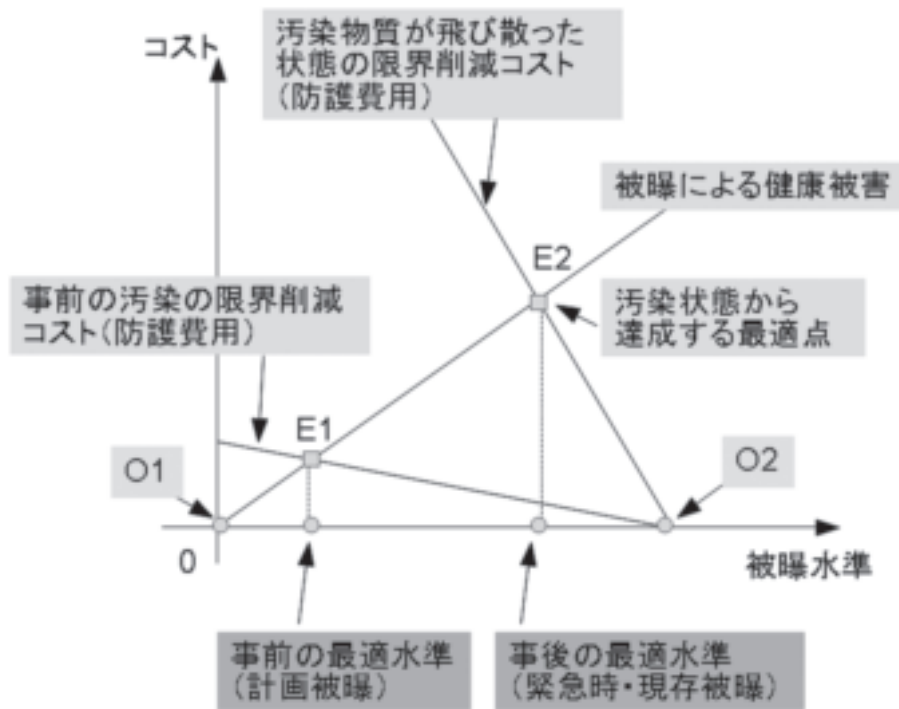 コスト
汚染物質が飛び散った
状態の限界削減コスト
(防護費用)
被曝による健康被害
E2
事前の汚染の限界削減
コスト(防護費用)
汚染状態から
達成する最適点
E1
O1
O2
0
被曝水準
事前の最適水準
(計画被曝)
事後の最適水準
(緊急時・現存被曝)